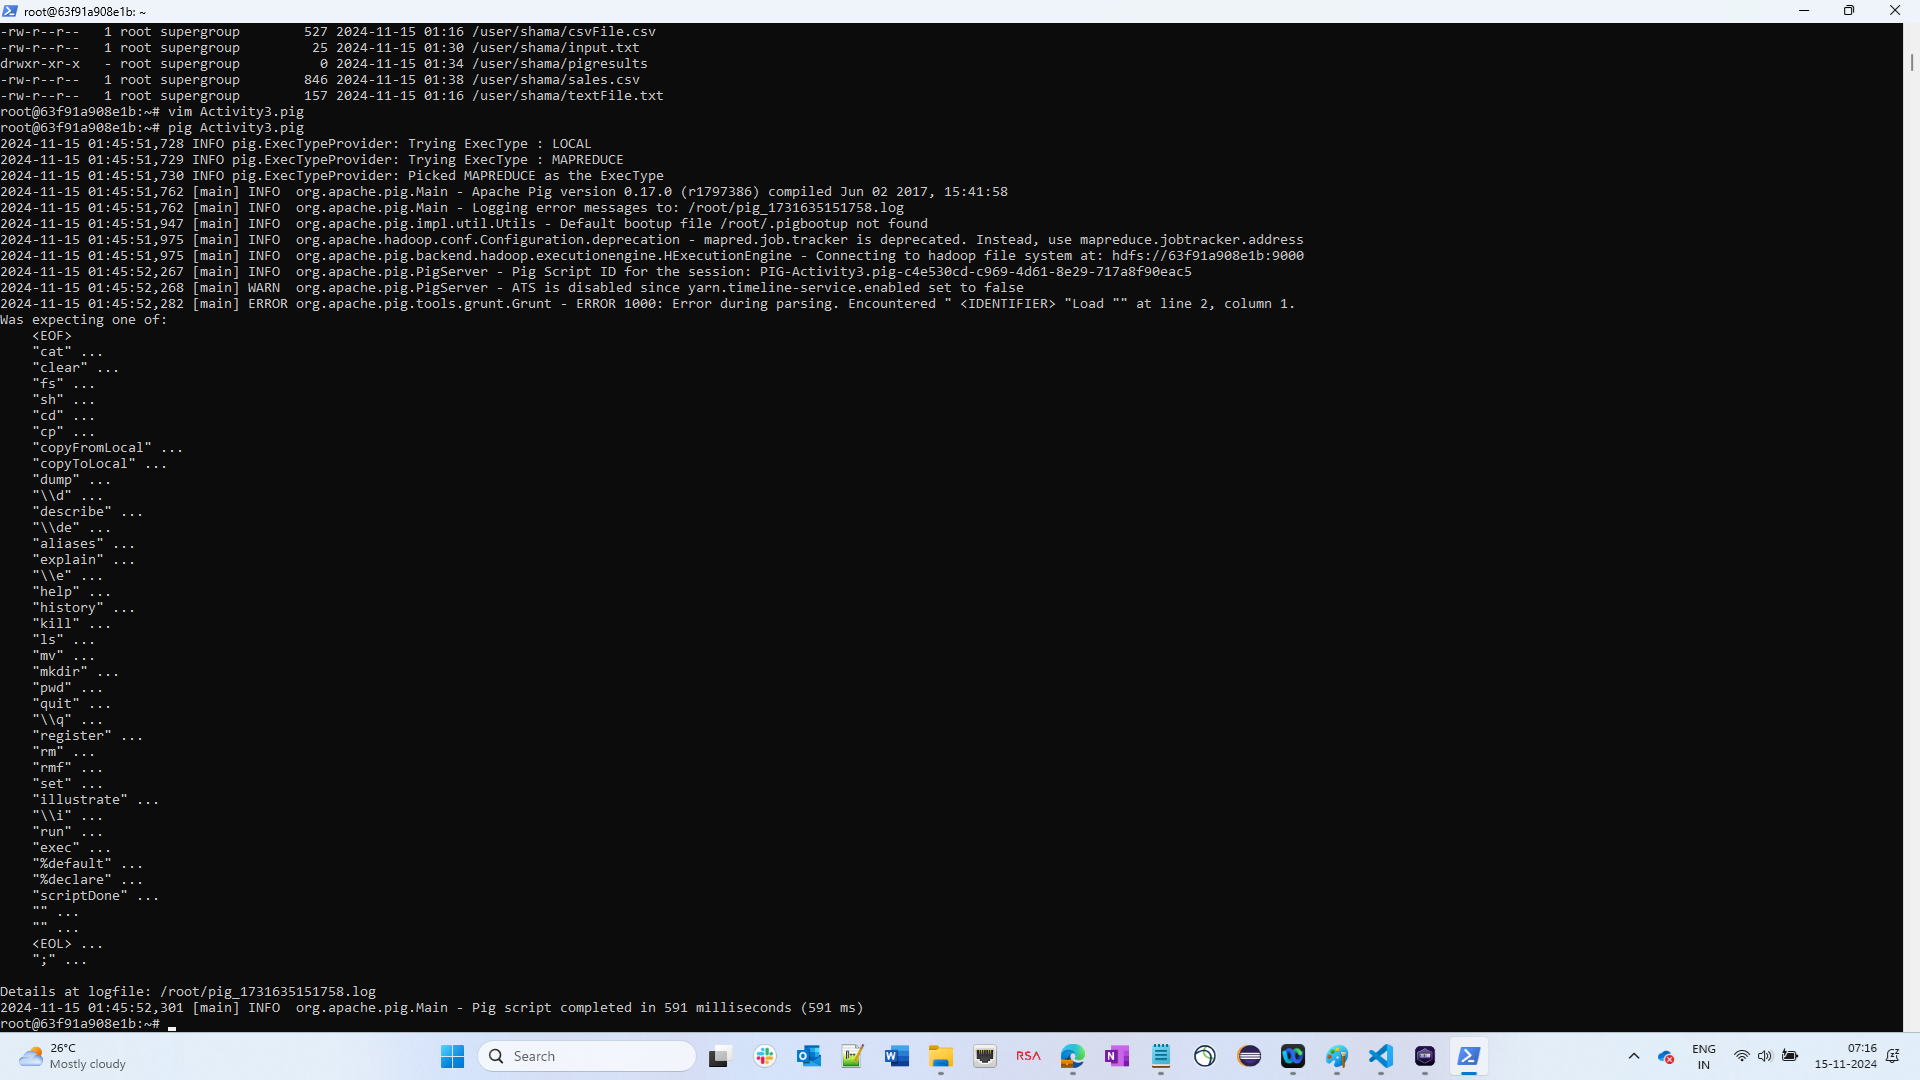 root@63f91a908e1b: ~
-rw-r--r--   1 root supergroup        527 2024-11-15 01:16 /user/shama/csvFile.csv
-rw-r--r--   1 root supergroup         25 2024-11-15 01:30 /user/shama/input.txt
drwxr-xr-x   - root supergroup          0 2024-11-15 01:34 /user/shama/pigresults
-rw-r--r--   1 root supergroup        846 2024-11-15 01:38 /user/shama/sales.csv
-rw-r--r--   1 root supergroup        157 2024-11-15 01:16 /user/shama/textFile.txt
root@63f91a908e1b:~# vim Activity3.pig
root@63f91a908e1b:~# pig Activity3.pig
2024-11-15 01:45:51,728 INFO pig.ExecTypeProvider: Trying ExecType : LOCAL
2024-11-15 01:45:51,729 INFO pig.ExecTypeProvider: Trying ExecType : MAPREDUCE
2024-11-15 01:45:51,730 INFO pig.ExecTypeProvider: Picked MAPREDUCE as the ExecType
2024-11-15 01:45:51,762 [main] INFO  org.apache.pig.Main - Apache Pig version 0.17.0 (r1797386) compiled Jun 02 2017, 15:41:58
2024-11-15 01:45:51,762 [main] INFO  org.apache.pig.Main - Logging error messages to: /root/pig_1731635151758.log
2024-11-15 01:45:51,947 [main] INFO  org.apache.pig.impl.util.Utils - Default bootup file /root/.pigbootup not found
2024-11-15 01:45:51,975 [main] INFO  org.apache.hadoop.conf.Configuration.deprecation - mapred.job.tracker is deprecated. Instead, use mapreduce.jobtracker.address
2024-11-15 01:45:51,975 [main] INFO  org.apache.pig.backend.hadoop.executionengine.HExecutionEngine - Connecting to hadoop file system at: hdfs://63f91a908e1b:9000
2024-11-15 01:45:52,267 [main] INFO  org.apache.pig.PigServer - Pig Script ID for the session: PIG-Activity3.pig-c4e530cd-c969-4d61-8e29-717a8f90eac5
2024-11-15 01:45:52,268 [main] WARN  org.apache.pig.PigServer - ATS is disabled since yarn.timeline-service.enabled set to false
2024-11-15 01:45:52,282 [main] ERROR org.apache.pig.tools.grunt.Grunt - ERROR 1000: Error during parsing. Encountered " <IDENTIFIER> "Load "" at line 2, column 1.
Was expecting one of:
    <EOF>
    "cat" ...
    "clear" ...
    "fs" ...
    "sh" ...
    "cd" ...
    "cp" ...
    "copyFromLocal" ...
    "copyToLocal" ...
    "dump" ...
    "\\d" ...
    "describe" ...
    "\\de" ...
    "aliases" ...
    "explain" ...
    "\\e" ...
    "help" ...
    "history" ...
    "kill" ...
    "ls" ...
    "mv" ...
    "mkdir" ...
    "pwd" ...
    "quit" ...
    "\\q" ...
    "register" ...
    "rm" ...
    "rmf" ...
    "set" ...
    "illustrate" ...
    "\\i" ...
    "run" ...
    "exec" ...
    "%default" ...
    "%declare" ...
    "scriptDone" ...
    "" ...
    "" ...
    <EOL> ...
    ";" ...
Details at logfile: /root/pig_1731635151758.log
2024-11-15 01:45:52,301 [main] INFO  org.apache.pig.Main - Pig script completed in 591 milliseconds (591 ms)
root@63f91a908e1b:~#
26°C
Mostly cloudy
Search
RSA
ENG
IN
07:16
15-11-2024